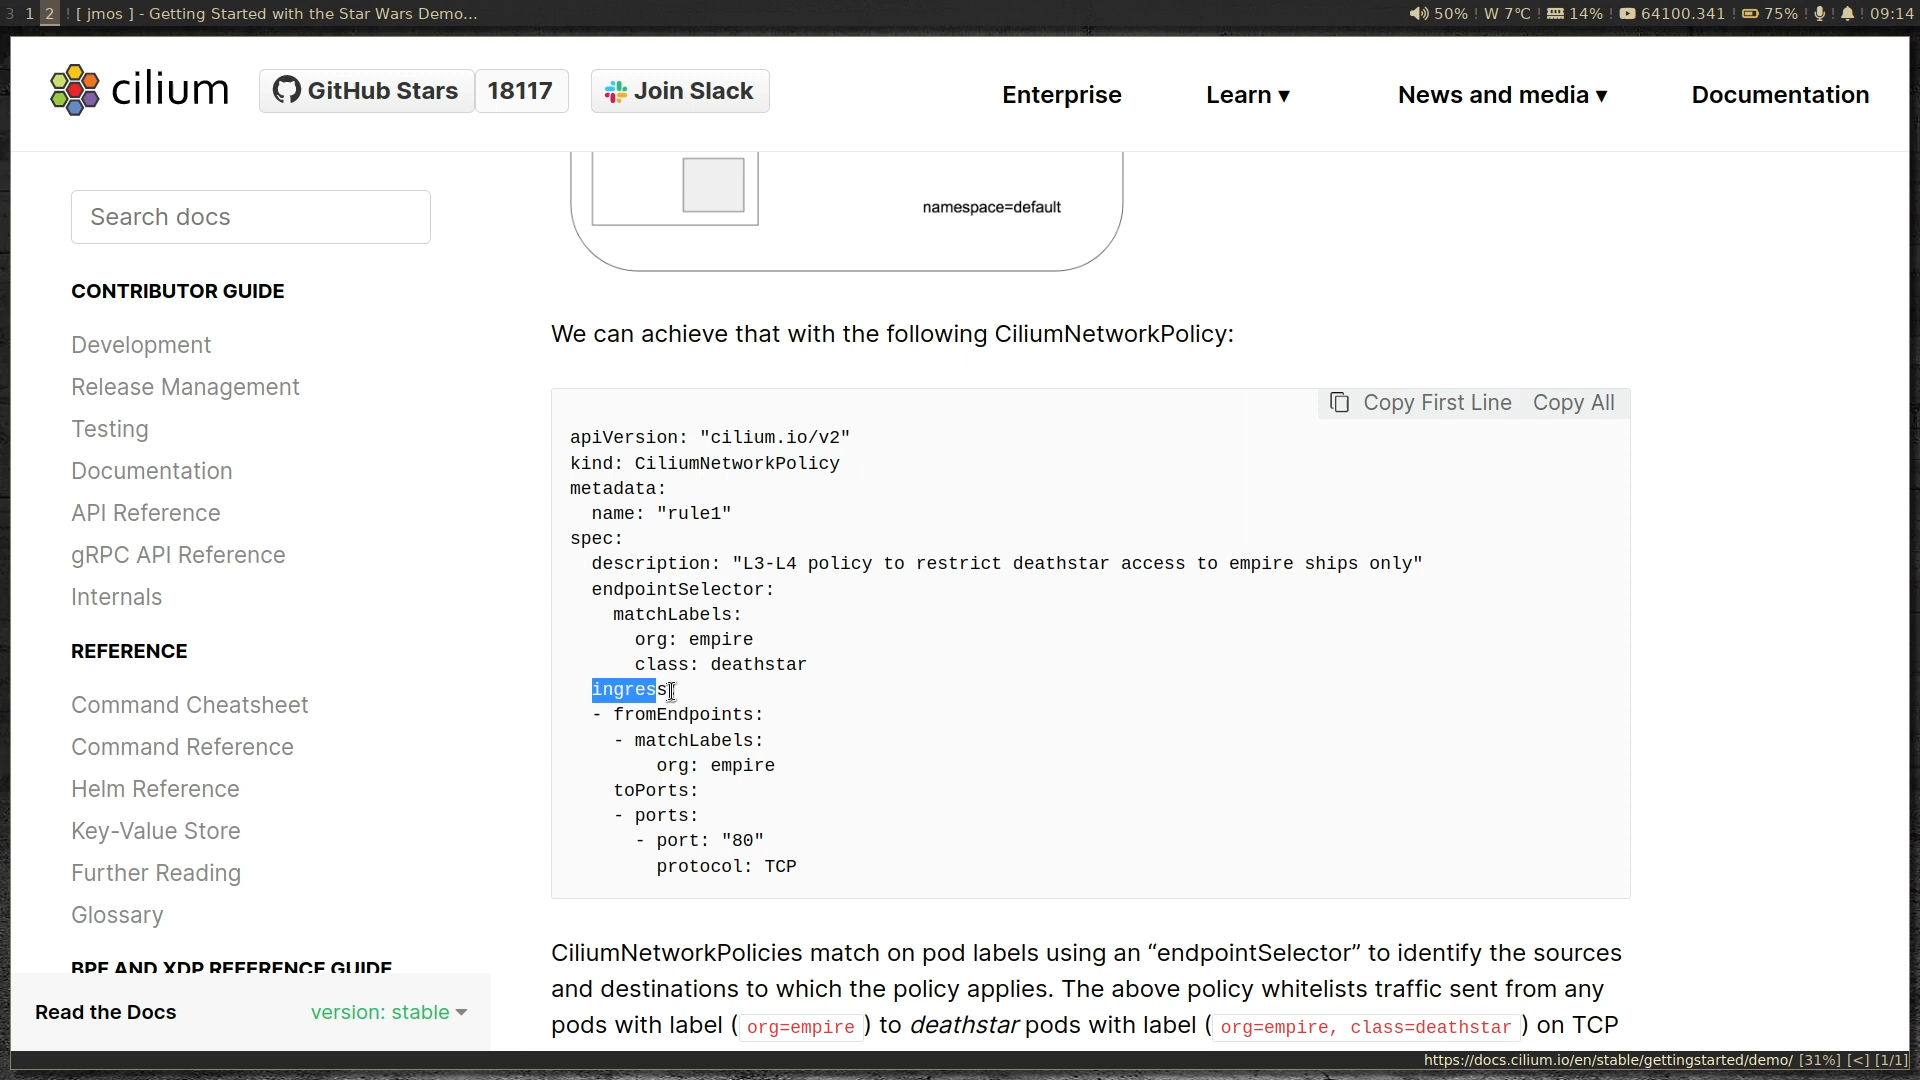 3 1 2 [ jmos ] - Getting Started with the Star Wars Demo... 50% W 7°C 14% 64100.341 75% 09:14
cilium GitHub Stars 18117 Join Slack Enterprise Learn ▾ News and media ▾ Documentation
Search docs
CONTRIBUTOR GUIDE
Development
Release Management
Testing
Documentation
API Reference
gRPC API Reference
Internals
REFERENCE
Command Cheatsheet
Command Reference
Helm Reference
Key-Value Store
Further Reading
Glossary
BPF AND XDP REFERENCE GUIDE
Read the Docs version: stable
namespace=default
We can achieve that with the following CiliumNetworkPolicy:
Copy First Line Copy All
apiVersion: "cilium.io/v2"
kind: CiliumNetworkPolicy
metadata:
  name: "rule1"
spec:
  description: "L3-L4 policy to restrict deathstar access to empire ships only"
  endpointSelector:
    matchLabels:
      org: empire
      class: deathstar
  ingress:
  - fromEndpoints:
    - matchLabels:
        org: empire
    toPorts:
    - ports:
      - port: "80"
        protocol: TCP
CiliumNetworkPolicies match on pod labels using an “endpointSelector” to identify the sources
and destinations to which the policy applies. The above policy whitelists traffic sent from any
pods with label (org=empire) to deathstar pods with label (org=empire, class=deathstar) on TCP
https://docs.cilium.io/en/stable/gettingstarted/demo/ [31%] [<] [1/1]